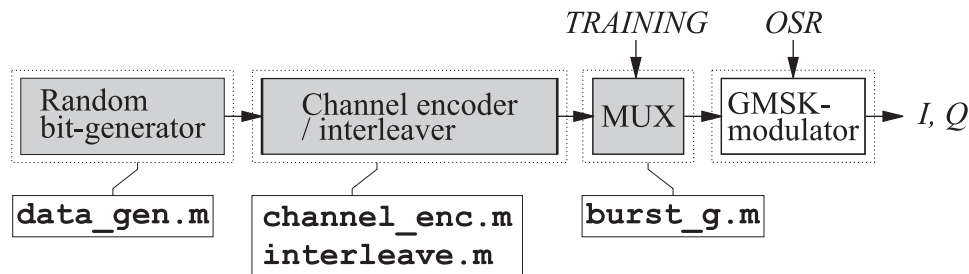 TRAINING
OSR
Random
bit-generator
Channel encoder
/ interleaver
MUX
GMSK-
modulator
I, Q
data_gen.m
channel_enc.m
interleave.m
burst_g.m